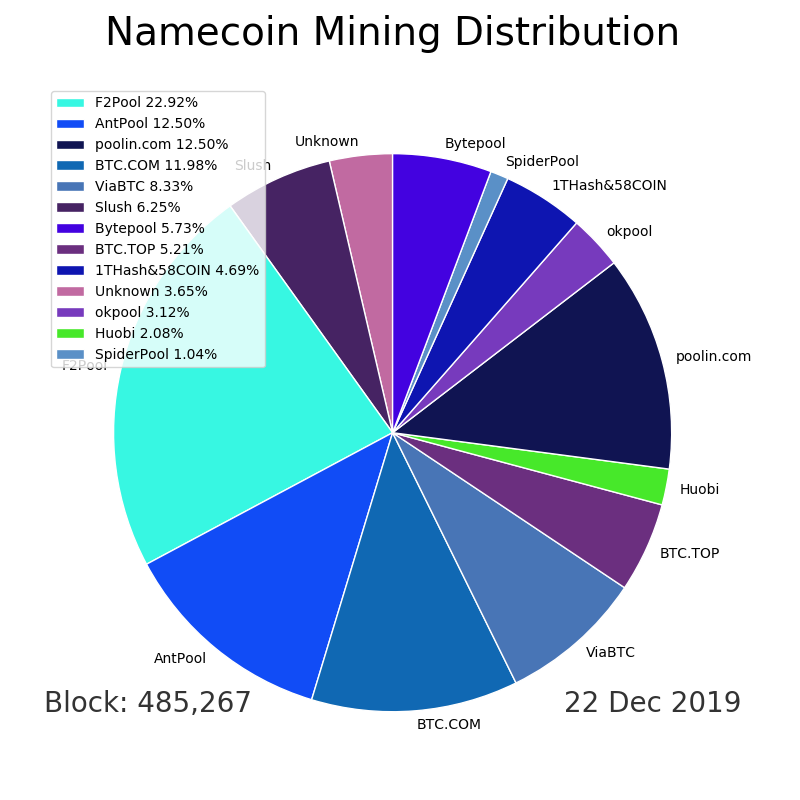 Namecoin Mining Distribution
F2Pool 22.92%
AntPool 12.50%
poolin.com 12.50%
BTC.COM 11.98%
ViaBTC 8.33%
Slush 6.25%
Bytepool 5.73%
BTC.TOP 5.21%
1THash&58COIN 4.69%
Unknown 3.65%
okpool 3.12%
Huobi 2.08%
SpiderPool 1.04%
Unknown
Bytepool
SpiderPool
Slush
1THash&58COIN
okpool
poolin.com
F2Pool
Huobi
BTC.TOP
ViaBTC
AntPool
BTC.COM
Block: 485,267
22 Dec 2019